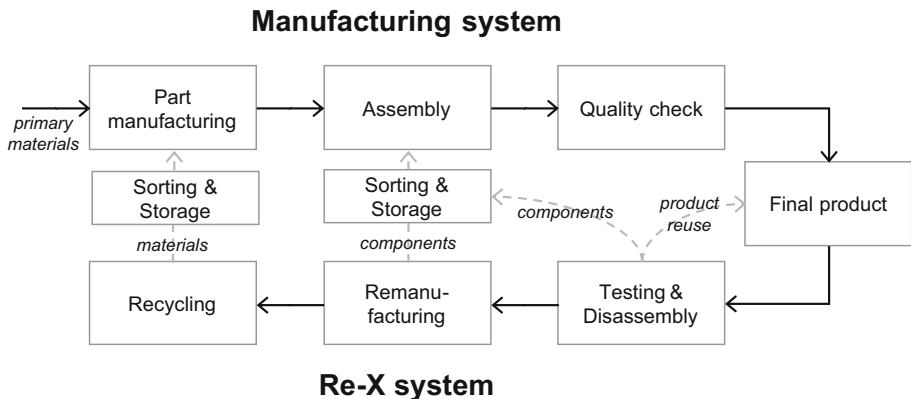 Manufacturing system
Part
manufacturing
Assembly
Quality check
primary
materials
Sorting &
Storage
Sorting &
Storage
components
product
reuse
Final product
materials
components
Recycling
Remanu-
facturing
Testing &
Disassembly
Re-X system